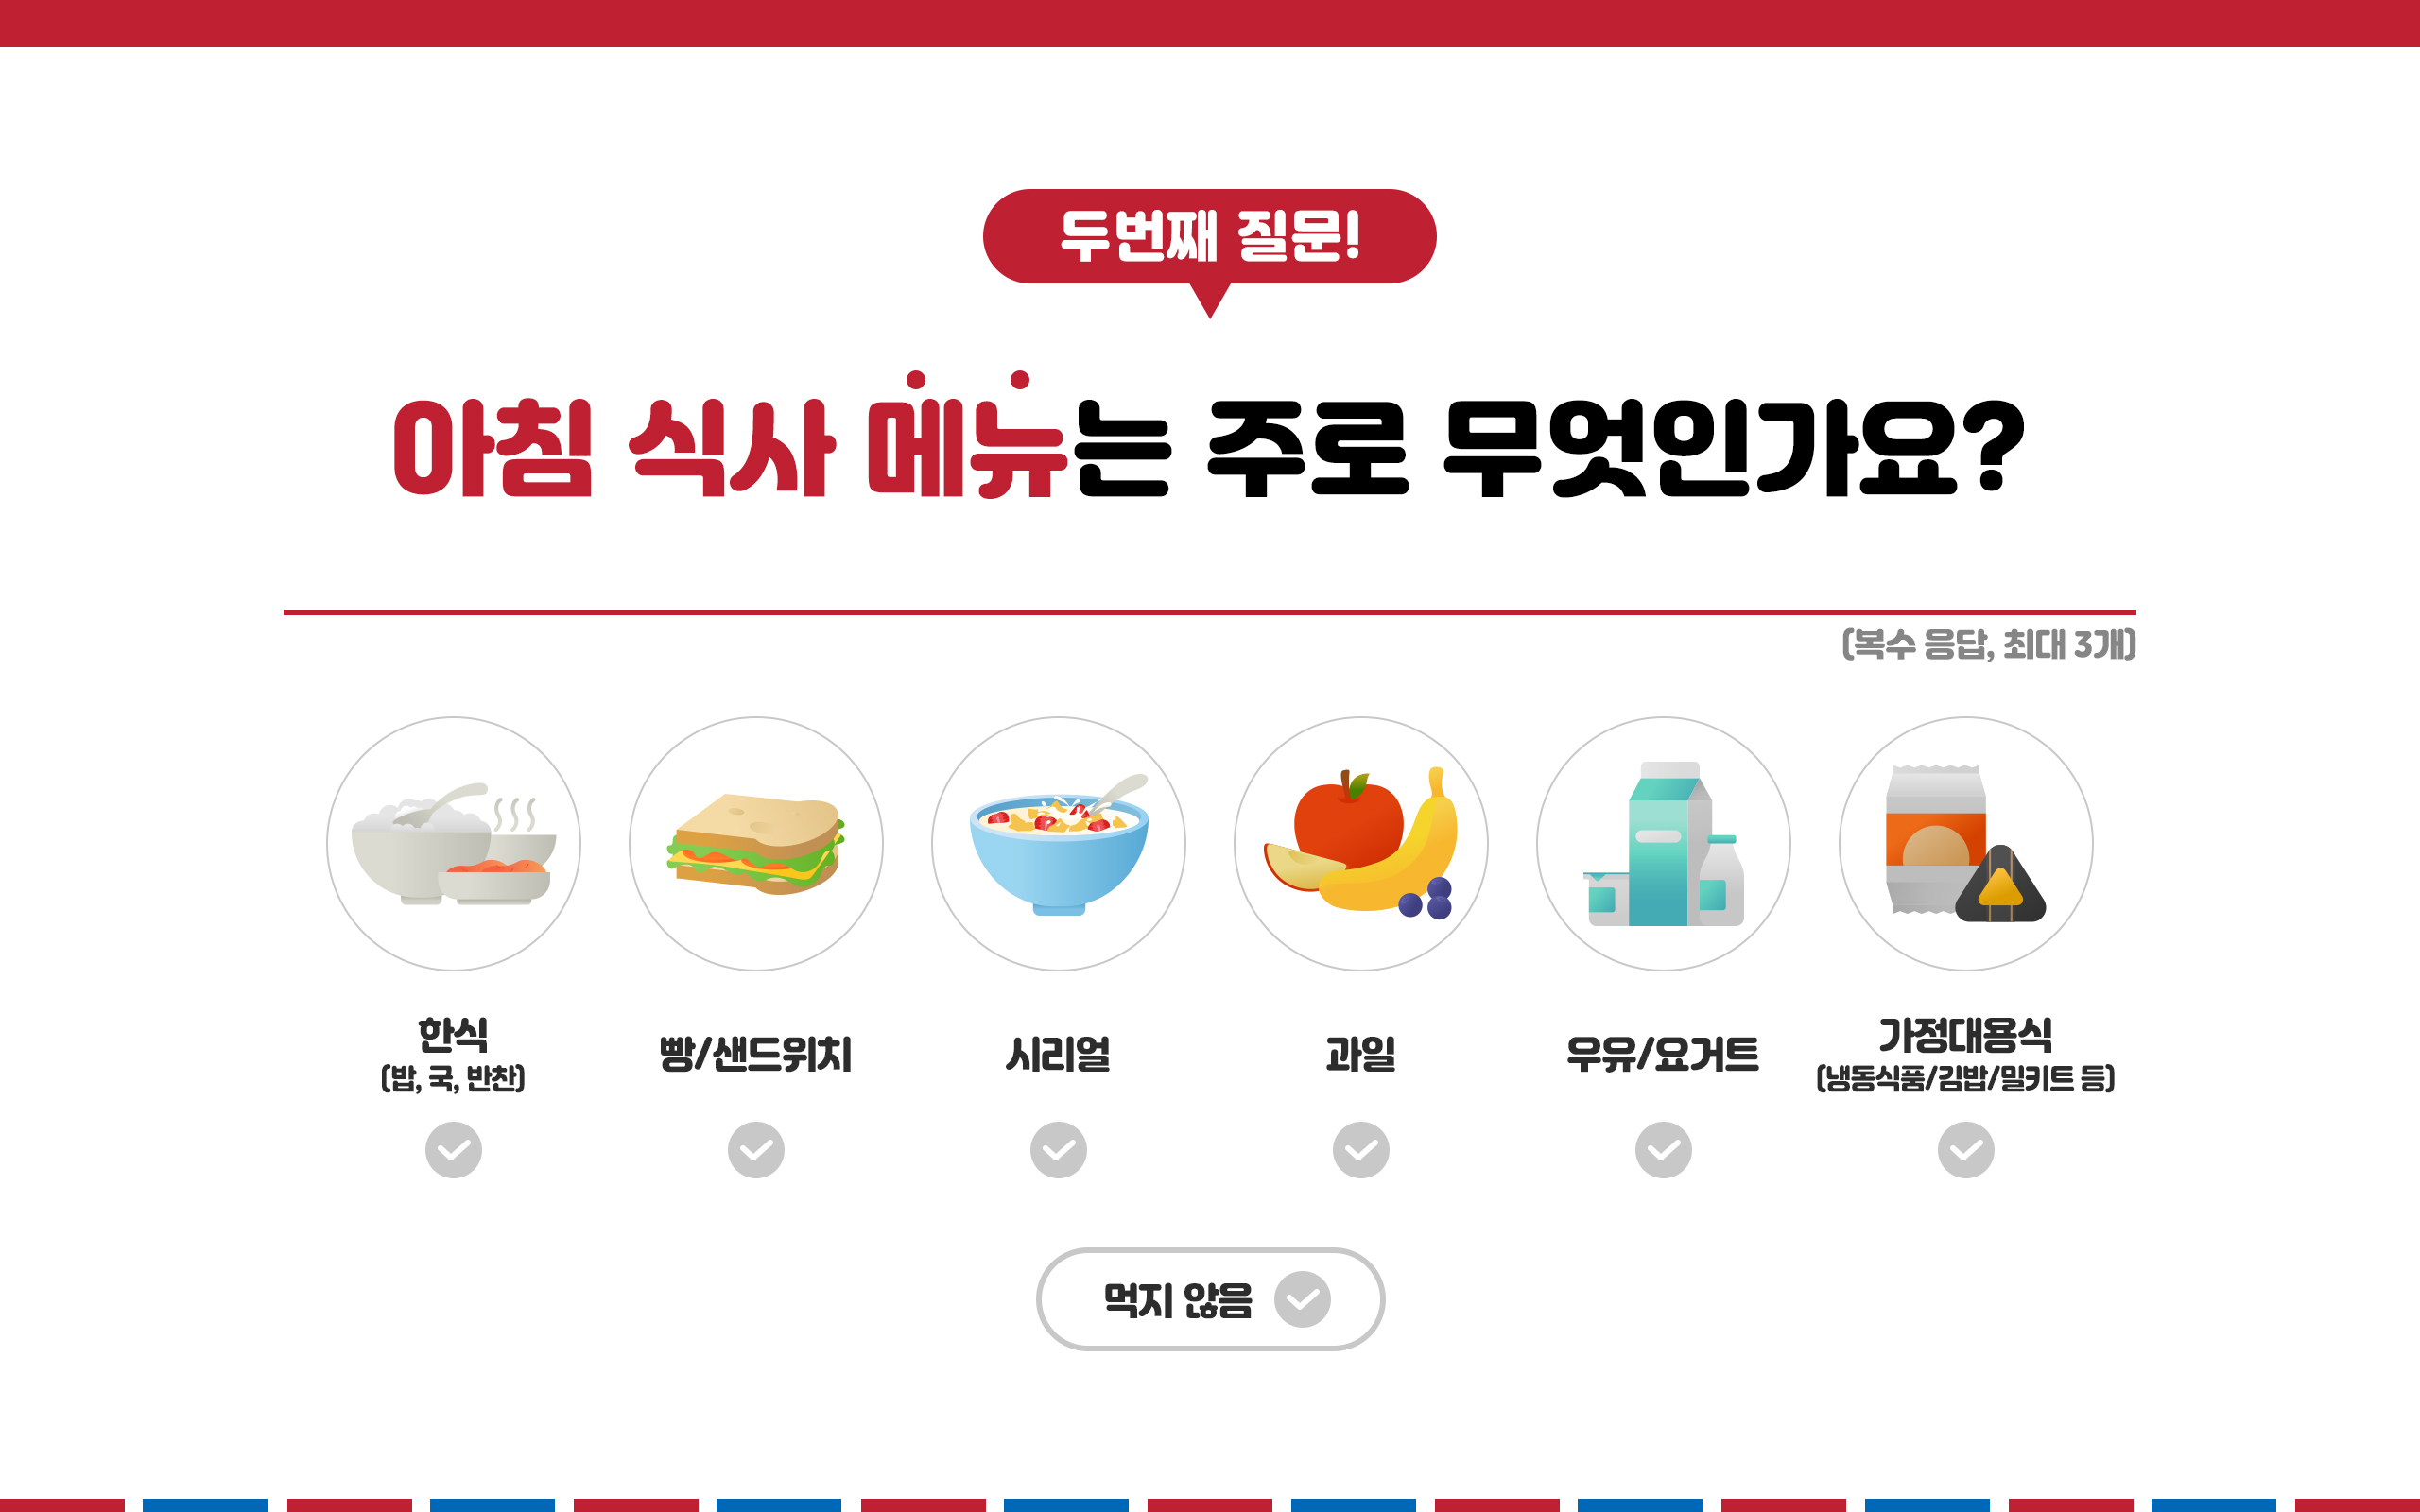 두번째 질문!
아침 식사 메뉴는 주로 무엇인가요?
(복수 응답, 최대 3개)
한식
(밥, 국, 반찬)
빵/샌드위치
시리얼
과일
우유/요거트
가정대용식
(냉동식품/김밥/밀키트 등)
먹지 않음